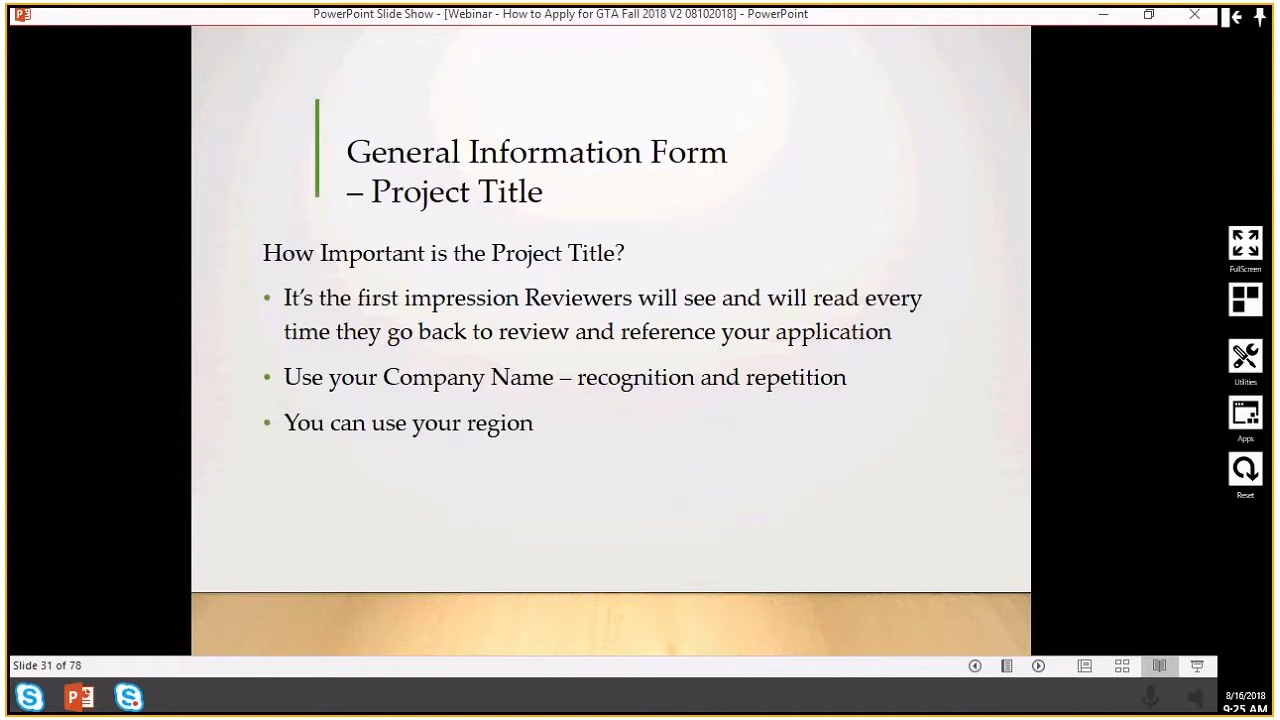 PowerPoint Slide Show - [Webinar - How to Apply for GTA Fall 2018 V2 08102018] - PowerPoint
General Information Form
– Project Title
How Important is the Project Title?
• It's the first impression Reviewers will see and will read every
time they go back to review and reference your application
• Use your Company Name – recognition and repetition
• You can use your region
FullScreen
Utilities
Apps
Reset
Slide 31 of 78
8/16/2018
9:25 AM